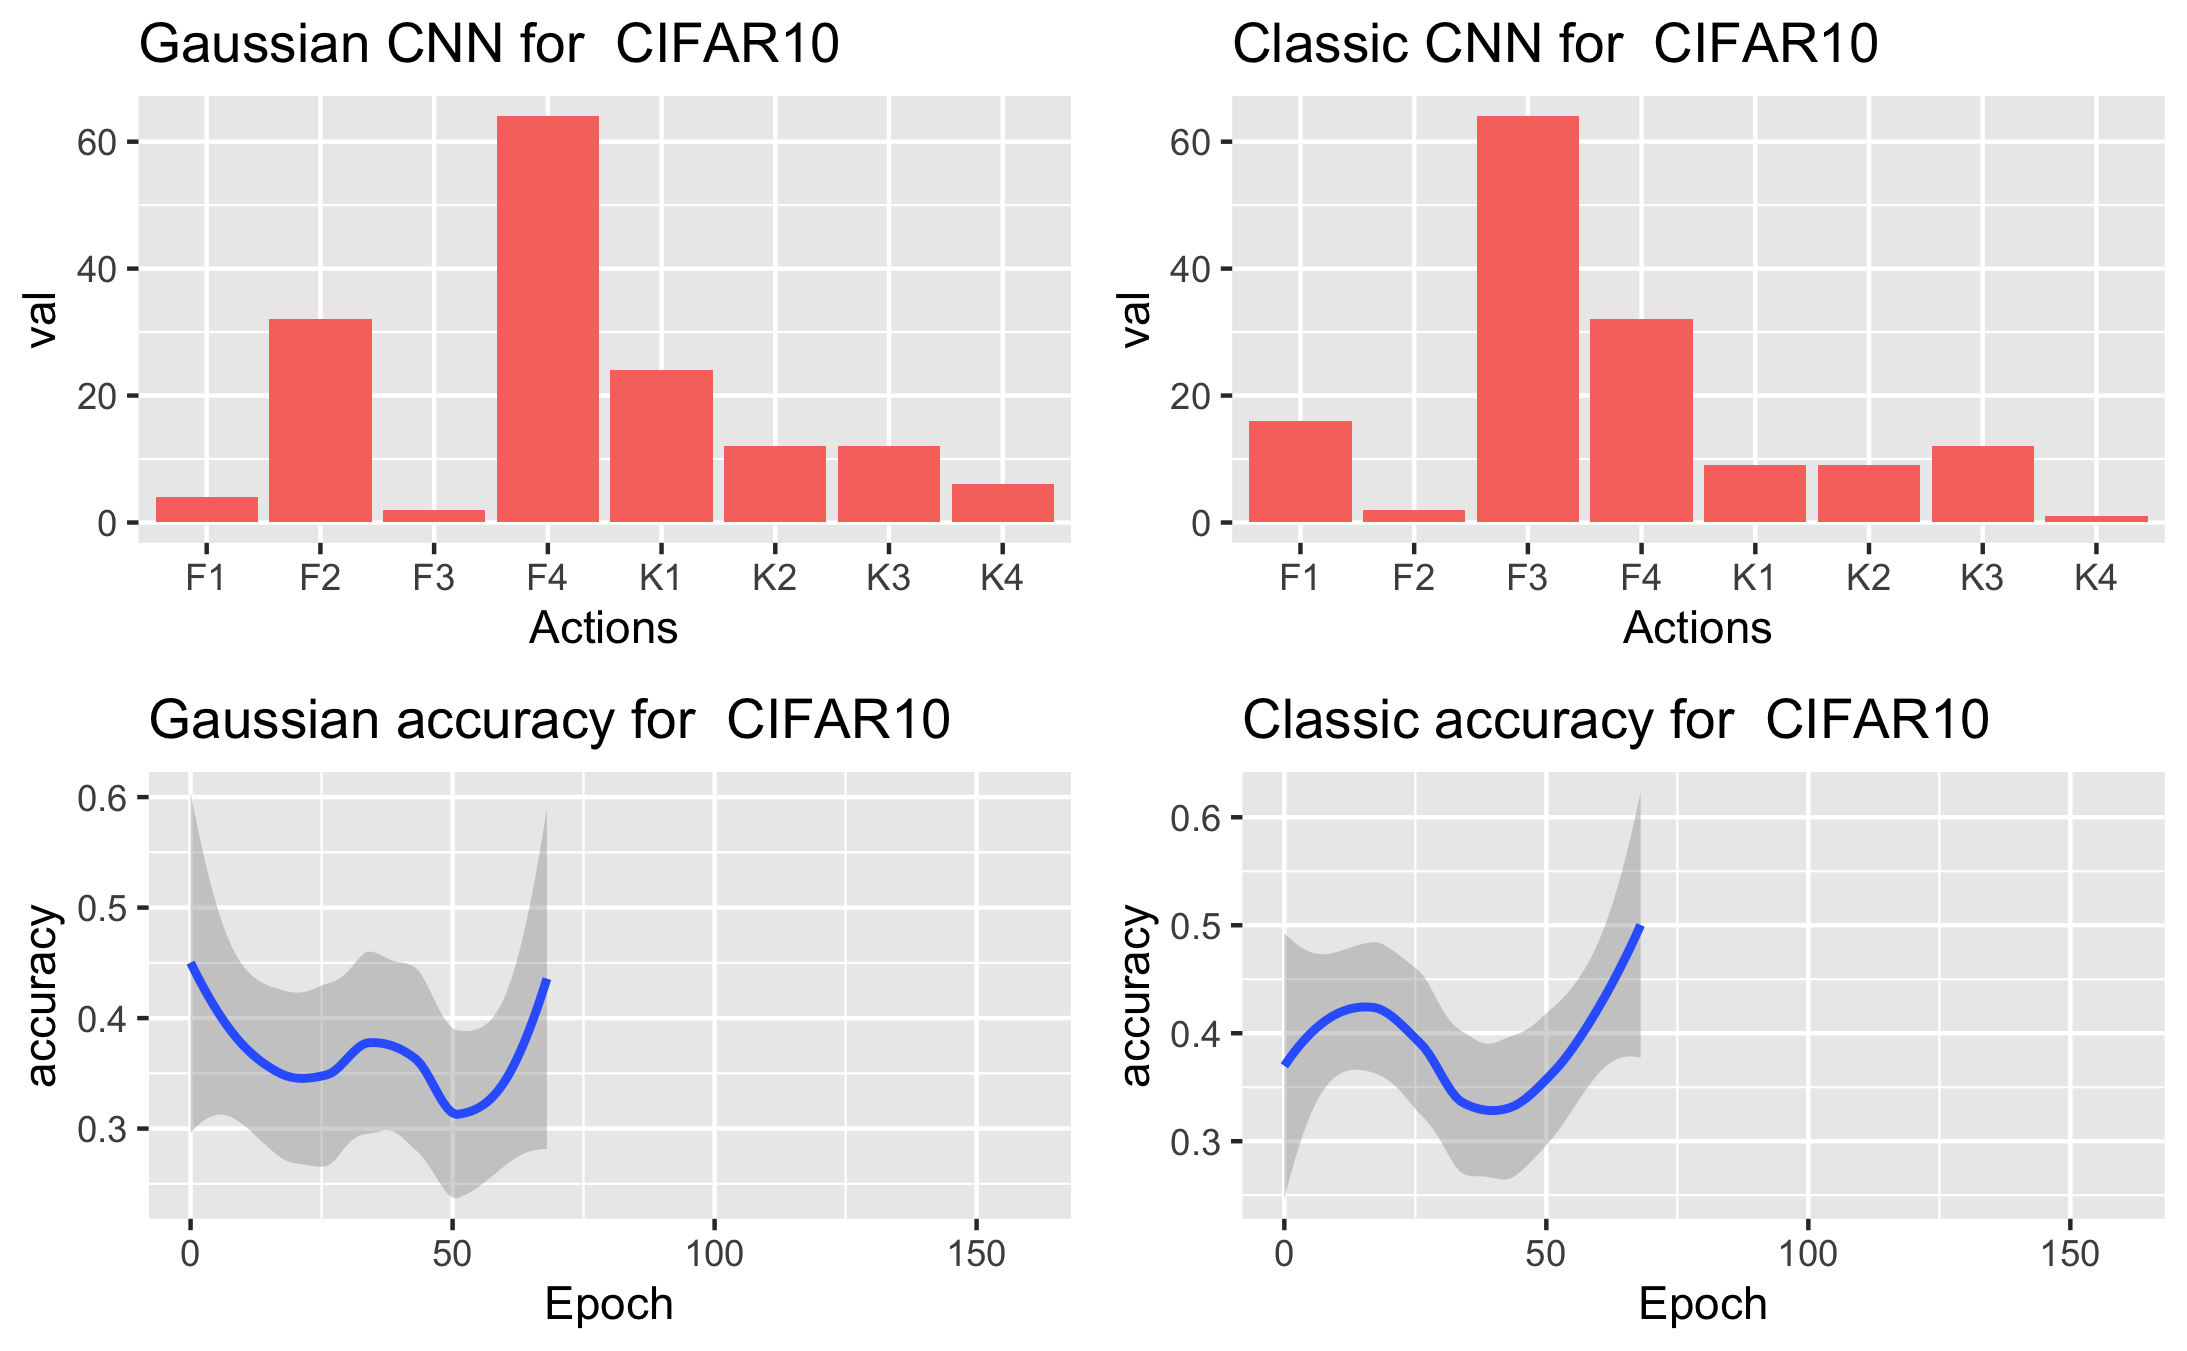 Gaussian CNN for  CIFAR10
60
40
20
0
val
F1 F2 F3 F4 K1 K2 K3 K4
Actions
Classic CNN for  CIFAR10
60
40
20
0
val
F1 F2 F3 F4 K1 K2 K3 K4
Actions
Gaussian accuracy for  CIFAR10
0.6
0.5
0.4
0.3
accuracy
0 50 100 150
Epoch
Classic accuracy for  CIFAR10
0.6
0.5
0.4
0.3
accuracy
0 50 100 150
Epoch